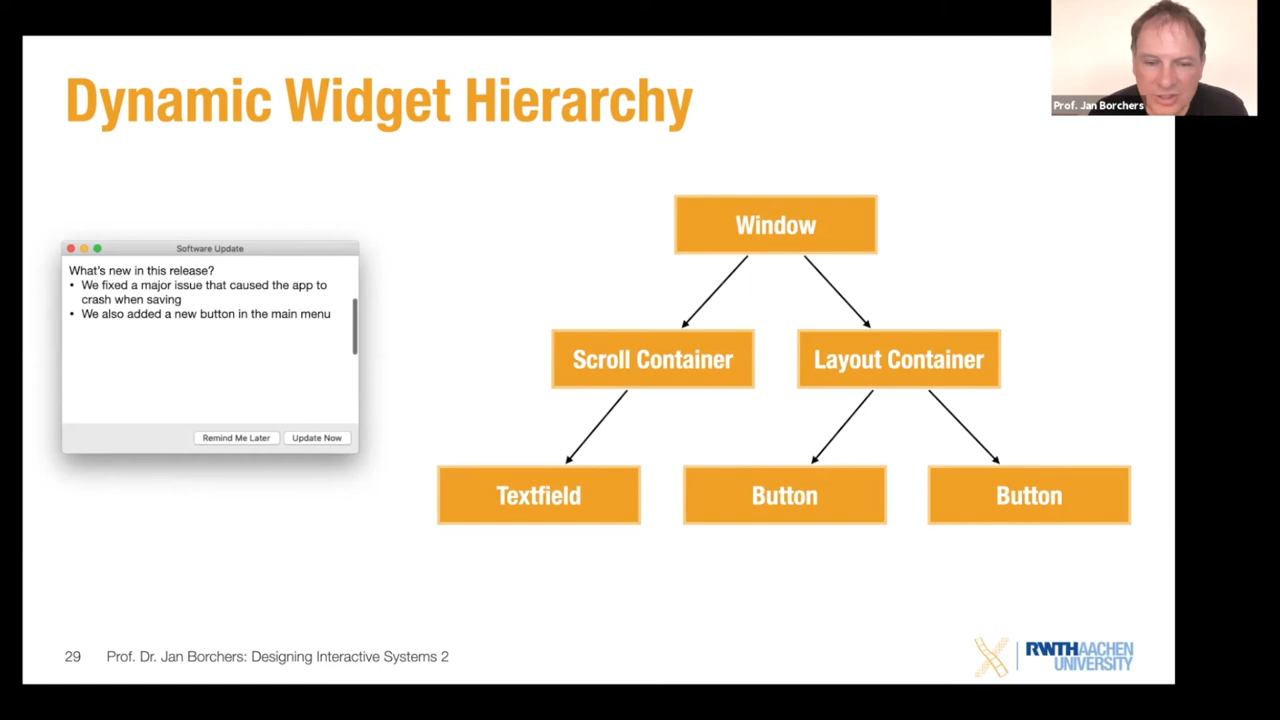 Dynamic Widget Hierarchy
Prof. Jan Borchers
Software Update
What's new in this release?
• We fixed a major issue that caused the app to
crash when saving
• We also added a new button in the main menu
Remind Me Later
Update Now
Window
Scroll Container
Layout Container
Textfield
Button
Button
29
Prof. Dr. Jan Borchers: Designing Interactive Systems 2
RWTHAACHEN
UNIVERSITY